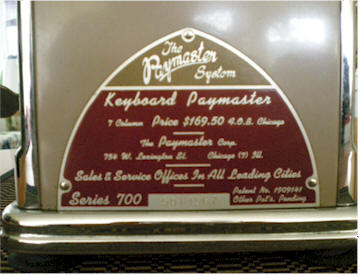 The
Paymaster
System
Keyboard Paymaster
7 Column Price $169.50 F.O.B. Chicago
The Paymaster Corp.
734 W. Lexington St. Chicago (7) Ill.
Sales & Service Offices In All Leading Cities
Patent No. 1909141
Series 700
Other Pat's. Pending